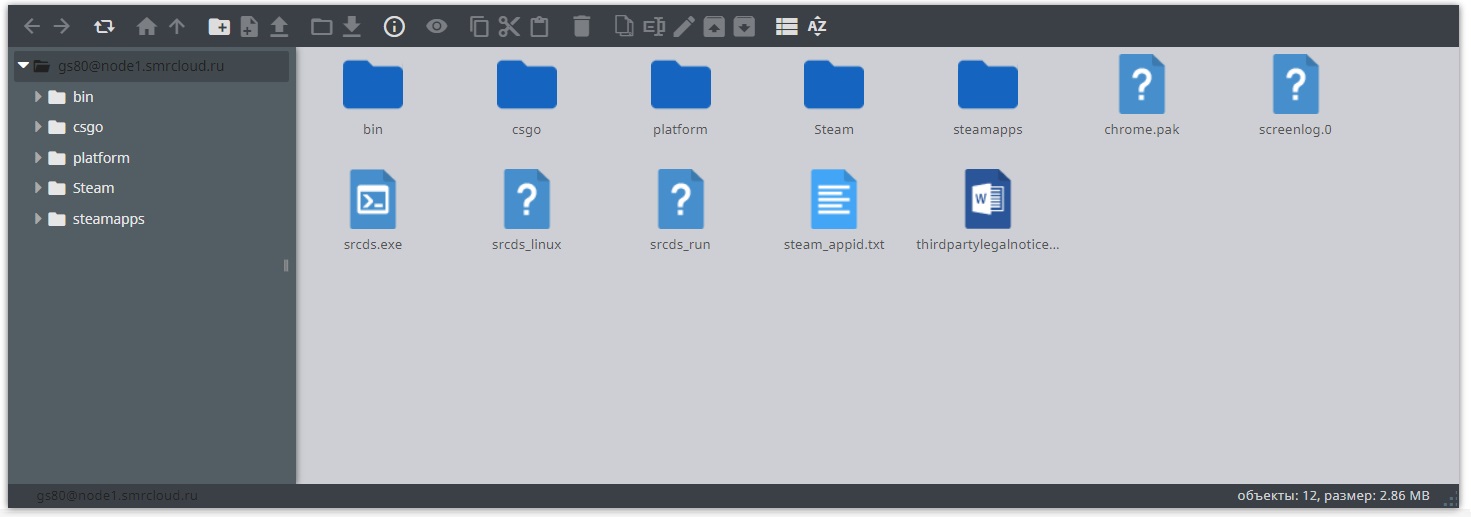 AZ
gs80@node1.smrcloud.ru
bin
csgo
platform
Steam
steamapps
bin
csgo
platform
Steam
steamapps
chrome.pak
screenlog.0
srcds.exe
srcds_linux
srcds_run
steam_appid.txt
W
thirdpartylegalnotice...
gs80@node1.smrcloud.ru
объекты: 12, размер: 2.86 MB